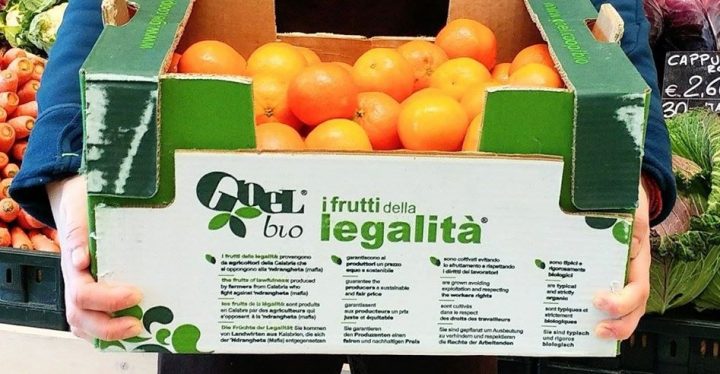 CAPPU
€ 2,6
GOEL®
bio
i frutti della
legalità®
i frutti delle legalità provengono
da agricoltori della Calabria che
si oppongono alla 'ndrangheta (mafia)
the fruits of lawfulness produced
by farmers from Calabria who
fight against 'ndrangheta (mafia)
les fruits de la légalité sont produits
en Calabre par des agriculteurs qui
s'opposent à la 'ndrangheta (mafia)
Die Früchte der Legalität Sie kommen
von Landwirten aus Kalabrien, die sich
der 'Ndrangheta (Mafia) entgegensetzen
garantiscono ai
produttori un prezzo
equo e sostenibile
guarantee the
producers a sustainable
and fair price
garantissent
aux producteurs un prix
juste et équitable
Sie garantieren
den Produzenten einen
fairen und nachhaltigen Preis
sono coltivati evitando
lo sfruttamento e rispettando
i diritti dei lavoratori
are grown avoiding
exploitation and respecting
the workers rights
sont cultivés
dans le respect
des droits des travailleurs
Sie sind gepflanzt um Ausbeutung
zu verhindern und respektieren
die Rechte der Arbeitenden
sono tipici e
rigorosamente
biologici
are typical
and strictly
organic
sont typiques et
strictement
biologiques
Sie sind typisch
und rigoros
biologisch